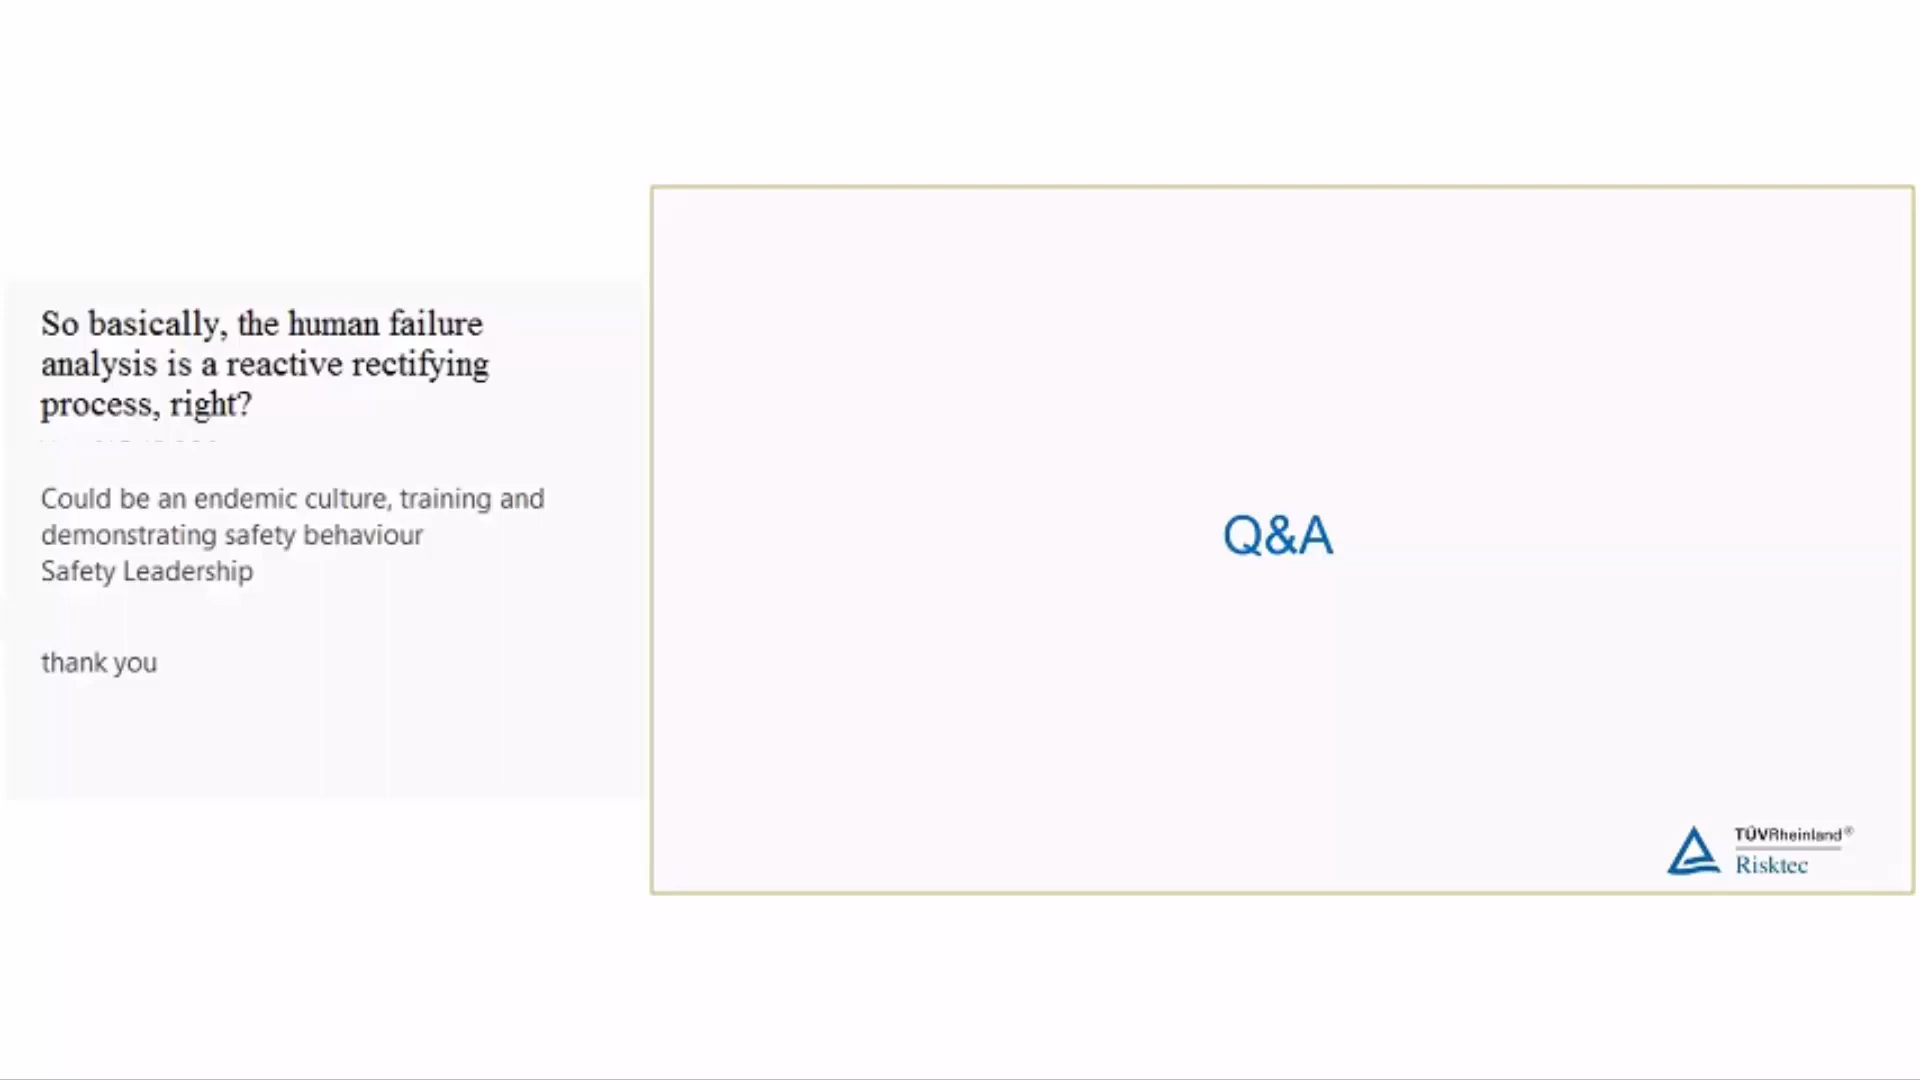 So basically, the human failure
analysis is a reactive rectifying
process, right?
Could be an endemic culture, training and
demonstrating safety behaviour
Safety Leadership
thank you
Q&A
TÜVRheinland®
Risktec